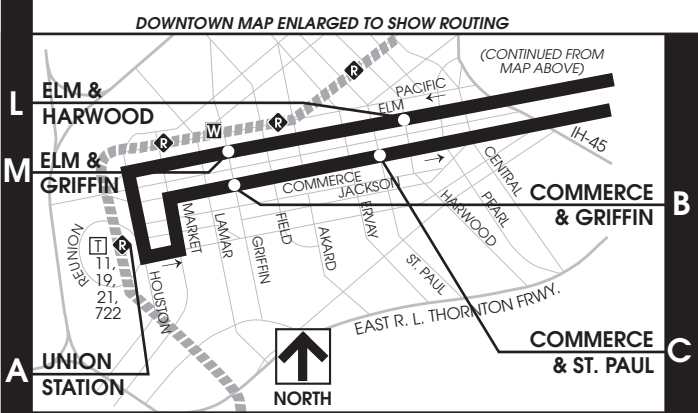 DOWNTOWN MAP ENLARGED TO SHOW ROUTING
(CONTINUED FROM
MAP ABOVE)
L
ELM &
HARWOOD
R
PACIFIC
ELM
R
W
R
IH-45
M
ELM &
GRIFFIN
CENTRAL
COMMERCE
JACKSON
HARWOOD
PEARL
COMMERCE
& GRIFFIN
B
MARKET
LAMAR
GRIFFIN
FIELD
AKARD
ERVAY
ST. PAUL
REUNION
T
R
11,
19,
21,
722
HOUSTON
EAST R. L. THORNTON FRWY.
A
UNION
STATION
NORTH
COMMERCE
& ST. PAUL
C